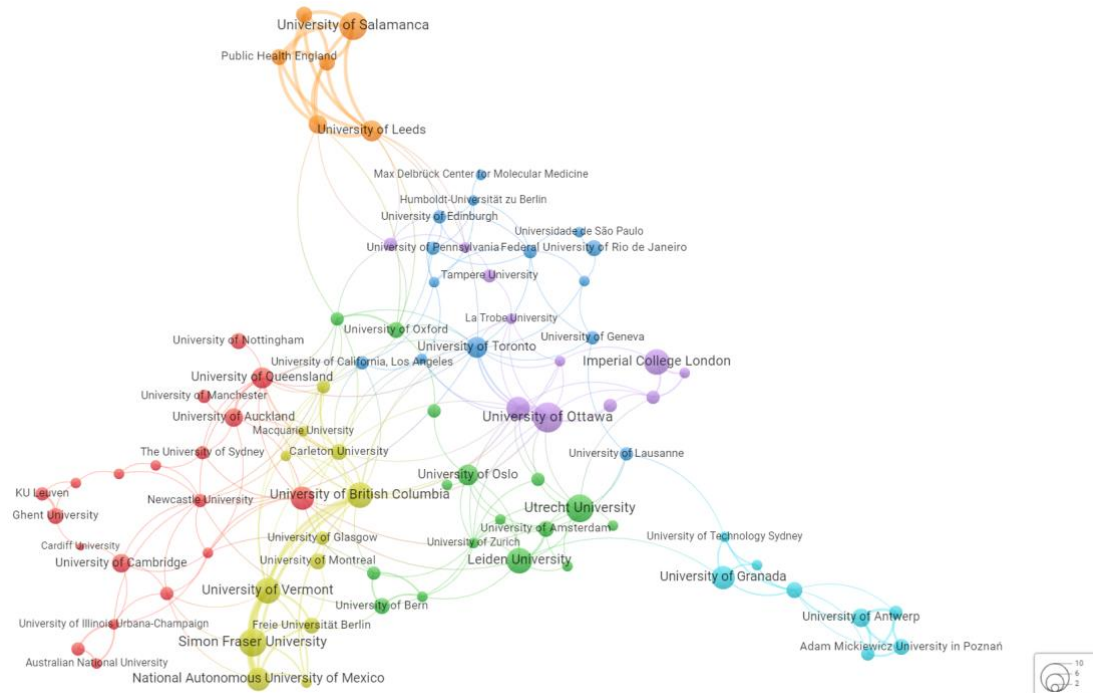 University of Salamanca
Public Health England
University of Leeds
Max Delbrück Center for Molecular Medicine
Humboldt-Universität zu Berlin
University of Edinburgh
Universidade de São Paulo
University of Pennsylvania
Federal University of Rio de Janeiro
Tampere University
La Trobe University
University of Oxford
University of Nottingham
University of Toronto
University of Geneva
University of California, Los Angeles
Imperial College London
University of Queensland
University of Manchester
University of Auckland
University of Ottawa
Macquarie University
Carleton University
The University of Sydney
University of Lausanne
University of Oslo
KU Leuven
Newcastle University
University of British Columbia
Utrecht University
Ghent University
University of Amsterdam
University of Glasgow
University of Zurich
University of Technology Sydney
Cardiff University
University of Cambridge
University of Montreal
Leiden University
University of Granada
University of Vermont
University of Bern
University of Antwerp
University of Illinois Urbana-Champaign
Freie Universität Berlin
Simon Fraser University
Adam Mickiewicz University in Poznań
Australian National University
National Autonomous University of Mexico
10
6
2